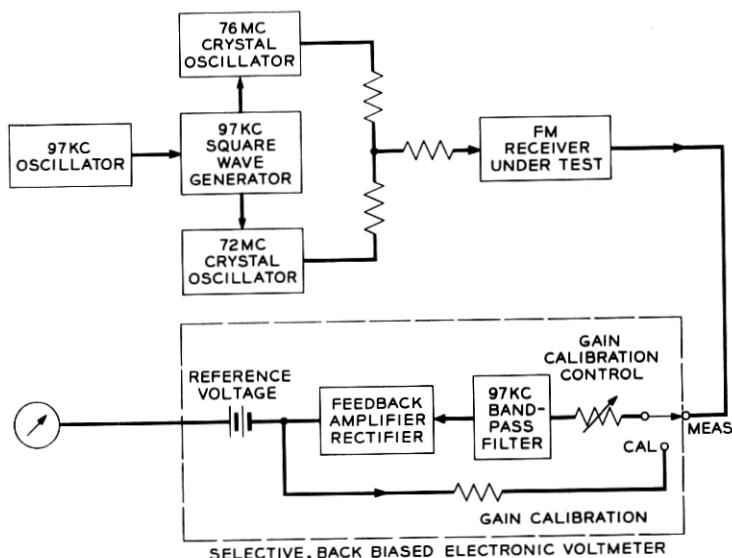 76MC
CRYSTAL
OSCILLATOR
97KC
OSCILLATOR
97KC
SQUARE
WAVE
GENERATOR
FM
RECEIVER
UNDER TEST
72MC
CRYSTAL
OSCILLATOR
REFERENCE
VOLTAGE
FEEDBACK
AMPLIFIER
RECTIFIER
97KC
BAND-
PASS
FILTER
GAIN
CALIBRATION
CONTROL
MEAS
CAL
GAIN CALIBRATION
SELECTIVE, BACK BIASED ELECTRONIC VOLTMETER